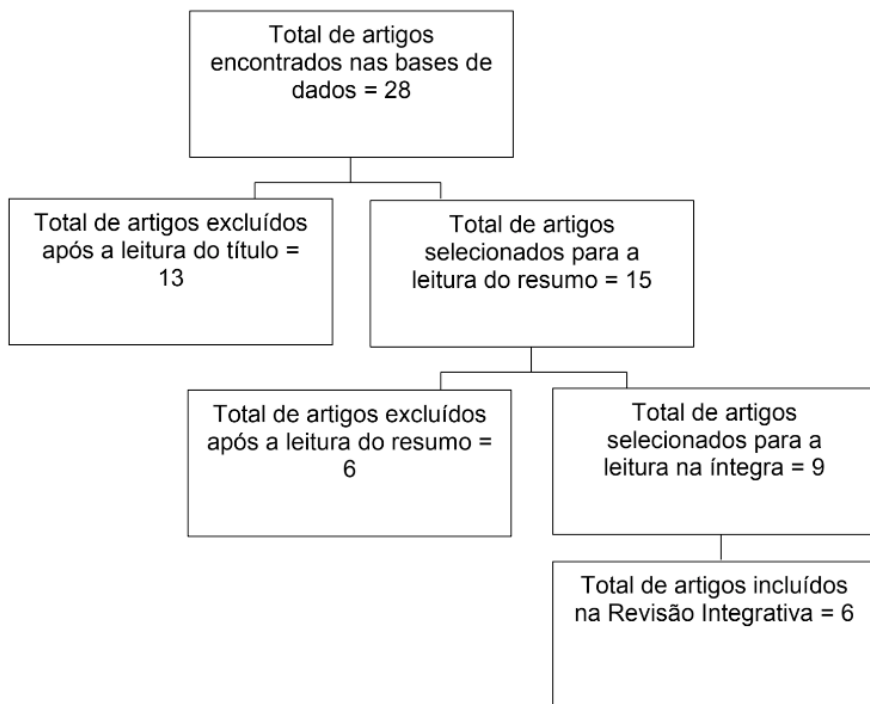 Total de artigos
encontrados nas bases de
dados = 28
Total de artigos excluídos
após a leitura do título =
13
Total de artigos
selecionados para a
leitura do resumo = 15
Total de artigos excluídos
após a leitura do resumo =
6
Total de artigos
selecionados para a
leitura na íntegra = 9
Total de artigos incluídos
na Revisão Integrativa = 6